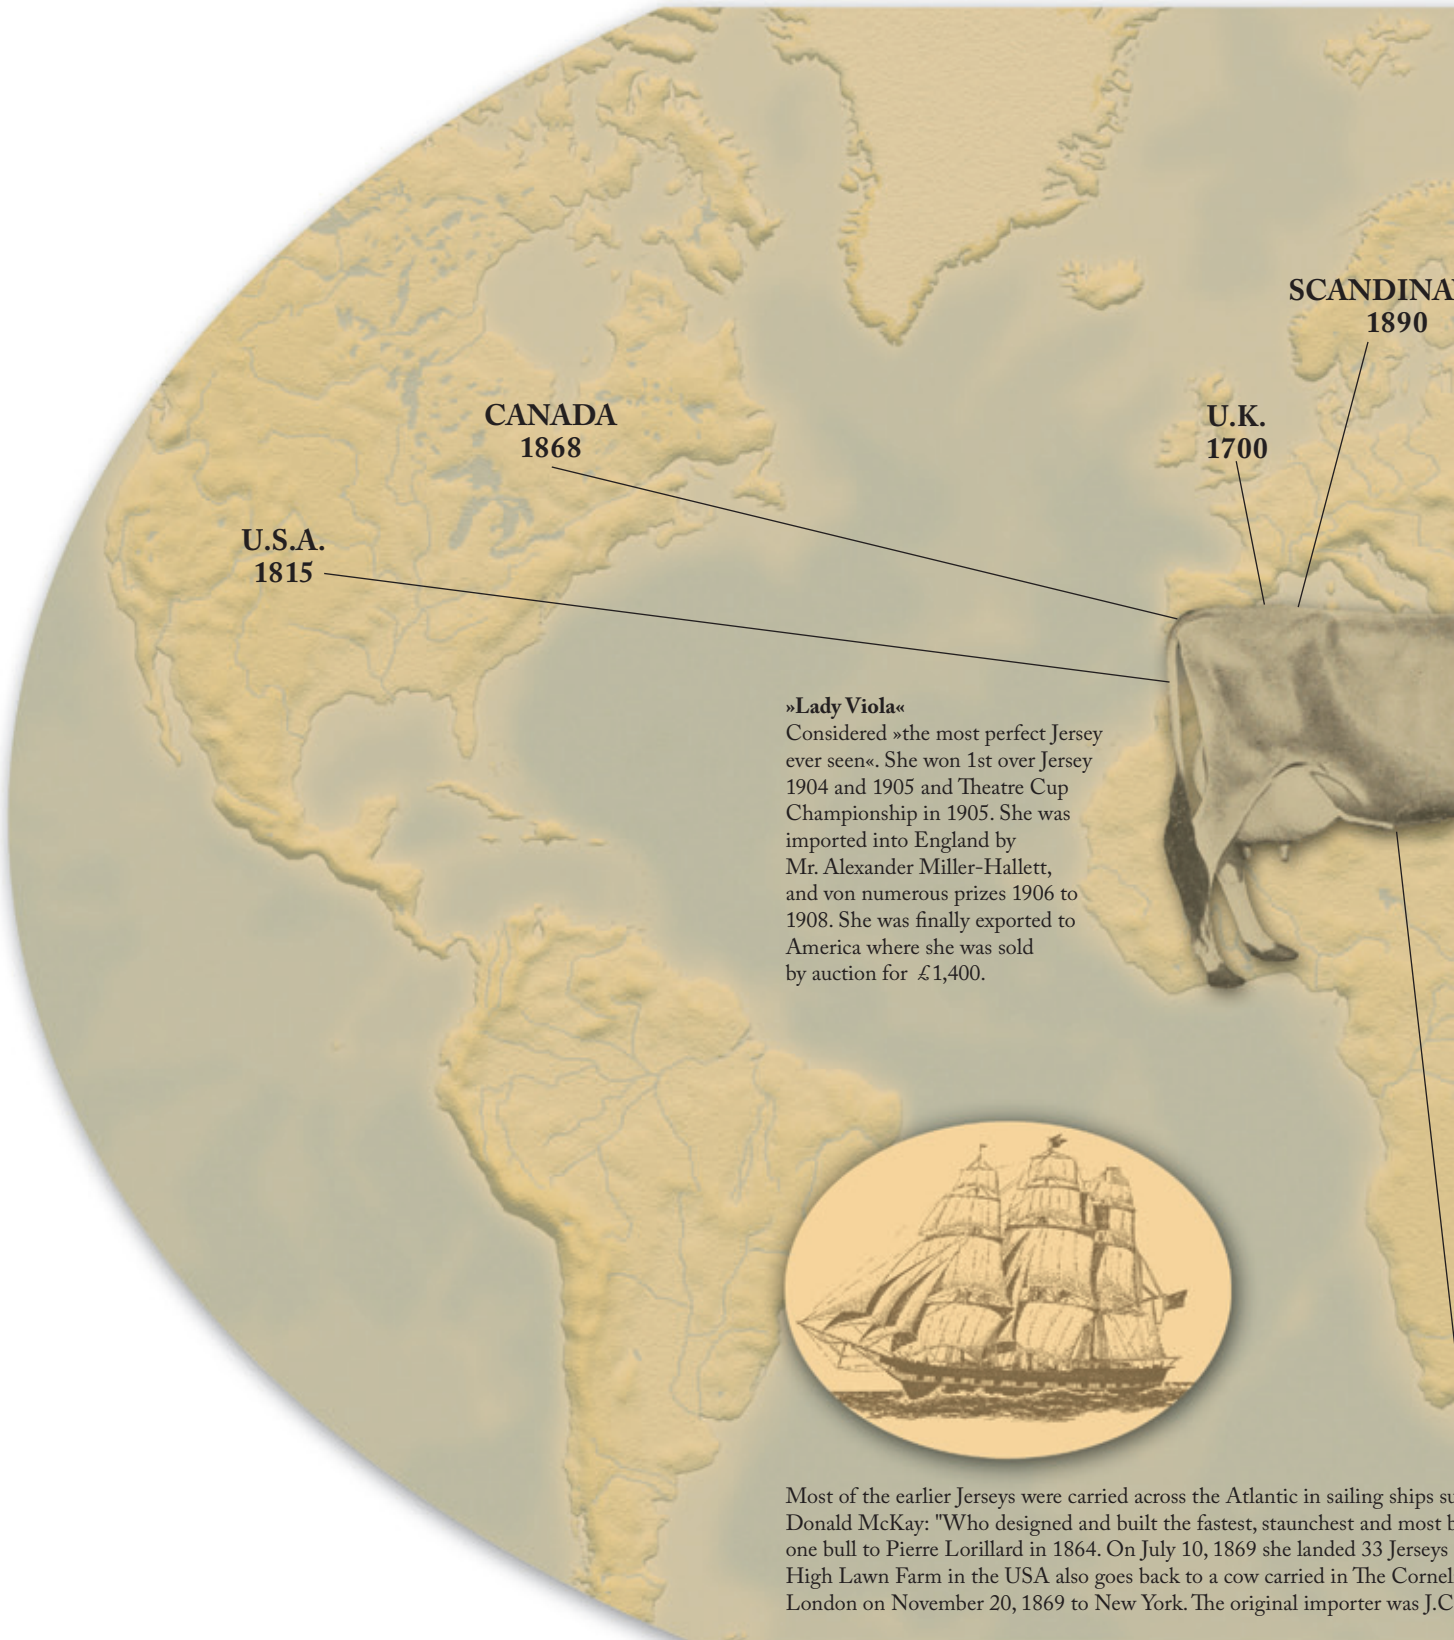 SCANDINA
1890
CANADA
1868
U.K.
1700
U.S.A.
1815
»Lady Viola«
Considered »the most perfect Jersey
ever seen«. She won 1st over Jersey
1904 and 1905 and Theatre Cup
Championship in 1905. She was
imported into England by
Mr. Alexander Miller-Hallett,
and von numerous prizes 1906 to
1908. She was finally exported to
America where she was sold
by auction for £1,400.
Most of the earlier Jerseys were carried across the Atlantic in sailing ships su
Donald McKay: "Who designed and built the fastest, staunchest and most b
one bull to Pierre Lorillard in 1864. On July 10, 1869 she landed 33 Jerseys
High Lawn Farm in the USA also goes back to a cow carried in The Cornel
London on November 20, 1869 to New York. The original importer was J.C